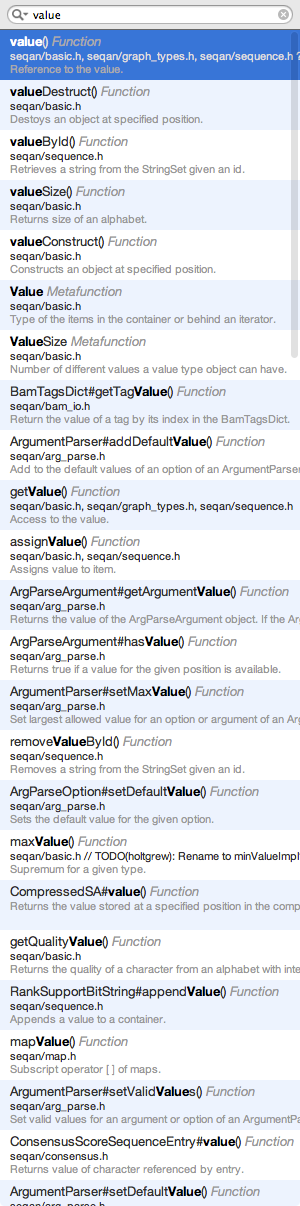 value
value() Function
seqan/basic.h, seqan/graph_types.h, seqan/sequence.h ?
Reference to the value.
valueDestruct() Function
seqan/basic.h
Destoys an object at specified position.
valueById() Function
seqan/sequence.h
Retrieves a string from the StringSet given an id.
valueSize() Function
seqan/basic.h
Returns size of an alphabet.
valueConstruct() Function
seqan/basic.h
Constructs an object at specified position.
Value Metafunction
seqan/basic.h
Type of the items in the container or behind an iterator.
ValueSize Metafunction
seqan/basic.h
Number of different values a value type object can have.
BamTagsDict#getTagValue() Function
seqan/bam_io.h
Return the value of a tag by its index in the BamTagsDict.
ArgumentParser#addDefaultValue() Function
seqan/arg_parse.h
Add to the default values of an option of an ArgumentParser
getValue() Function
seqan/basic.h, seqan/graph_types.h, seqan/sequence.h
Access to the value.
assignValue() Function
seqan/basic.h, seqan/sequence.h
Assigns value to item.
ArgParseArgument#getArgumentValue() Function
seqan/arg_parse.h
Returns the value of the ArgParseArgument object. If the Ar
ArgParseArgument#hasValue() Function
seqan/arg_parse.h
Returns true if a value for the given position is available.
ArgumentParser#setMaxValue() Function
seqan/arg_parse.h
Set largest allowed value for an option or argument of an Ar
removeValueById() Function
seqan/sequence.h
Removes a string from the StringSet given an id.
ArgParseOption#setDefaultValue() Function
seqan/arg_parse.h
Sets the default value for the given option.
maxValue() Function
seqan/basic.h // TODO(holtgrew): Rename to minValueImpl
Supremum for a given type.
CompressedSA#value() Function
Returns the value stored at a specified position in the comp
getQualityValue() Function
seqan/basic.h
Returns the quality of a character from an alphabet with inte
RankSupportBitString#appendValue() Function
seqan/sequence.h
Appends a value to a container.
mapValue() Function
seqan/map.h
Subscript operator [ ] of maps.
ArgumentParser#setValidValues() Function
seqan/arg_parse.h
Set valid values for an argument or option of an ArgumentPa
ConsensusScoreSequenceEntry#value() Function
seqan/consensus.h
Returns value of character referenced by entry.
ArgumentParser#setDefaultValue() Function
seqan/arg_parse.h